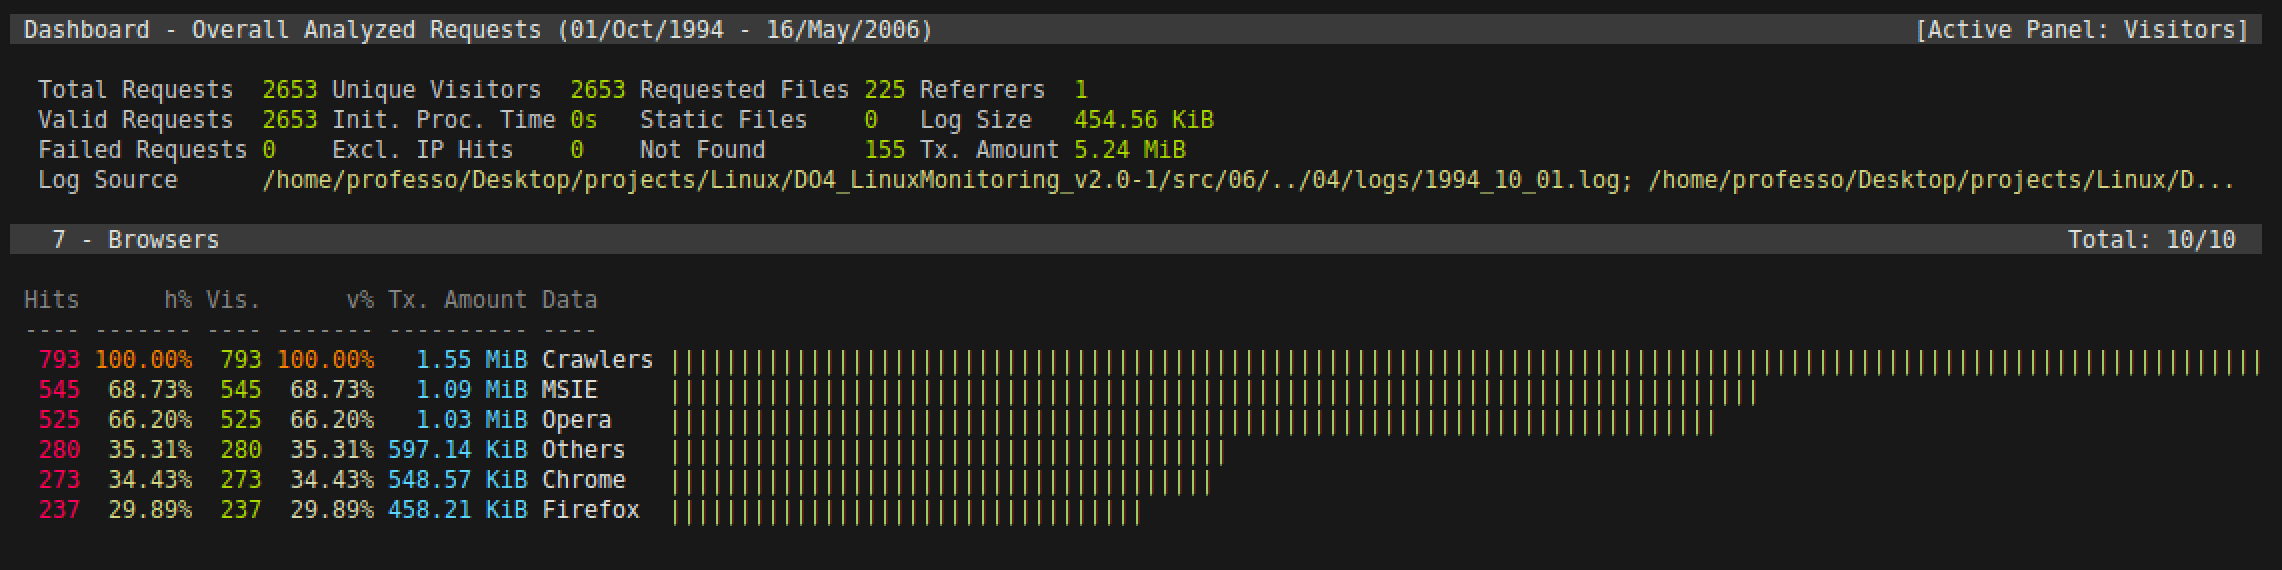 Dashboard - Overall Analyzed Requests (01/Oct/1994 - 16/May/2006) [Active Panel: Visitors]
Total Requests 2653 Unique Visitors 2653 Requested Files 225 Referrers 1
Valid Requests 2653 Init. Proc. Time 0s Static Files 0 Log Size 454.56 KiB
Failed Requests 0 Excl. IP Hits 0 Not Found 155 Tx. Amount 5.24 MiB
Log Source /home/professo/Desktop/projects/Linux/DO4_LinuxMonitoring_v2.0-1/src/06/../04/logs/1994_10_01.log; /home/professo/Desktop/projects/Linux/D...
7 - Browsers Total: 10/10
Hits h% Vis. v% Tx. Amount Data
---- ------- ---- ------- ---------- ----
793 100.00% 793 100.00% 1.55 MiB Crawlers
545 68.73% 545 68.73% 1.09 MiB MSIE
525 66.20% 525 66.20% 1.03 MiB Opera
280 35.31% 280 35.31% 597.14 KiB Others
273 34.43% 273 34.43% 548.57 KiB Chrome
237 29.89% 237 29.89% 458.21 KiB Firefox